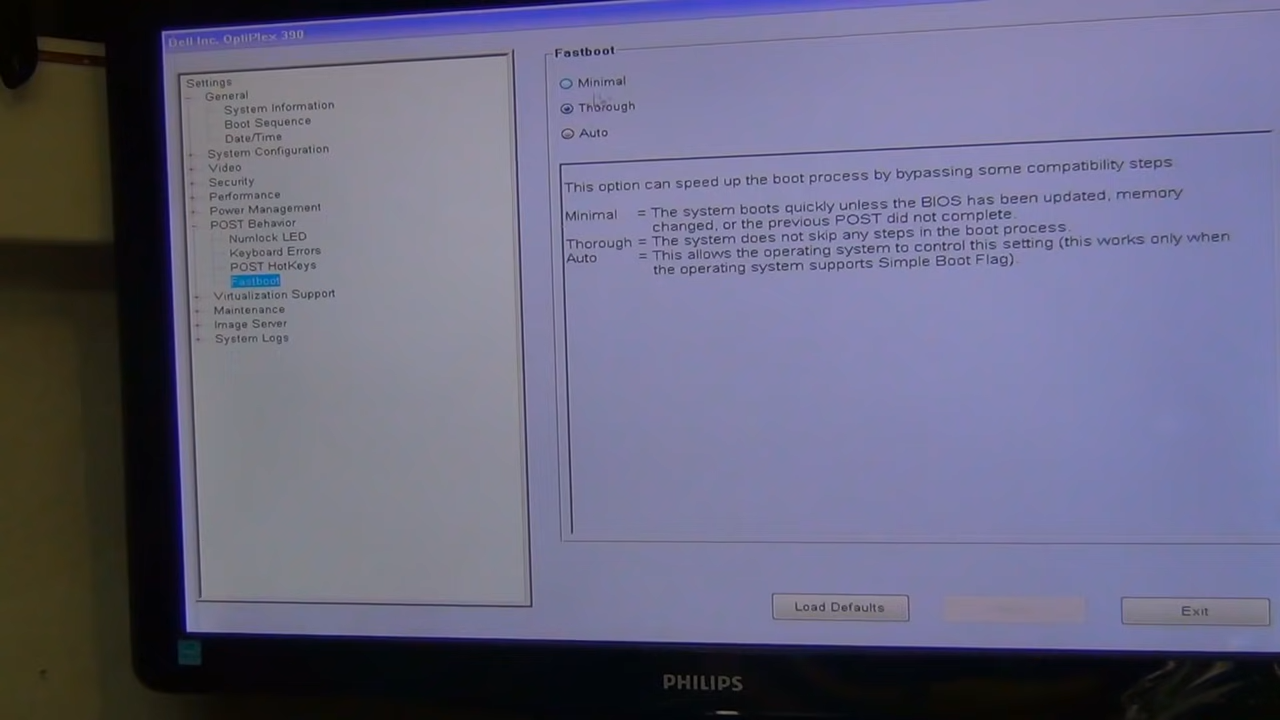 Dell Inc. OptiPlex 390
Settings
General
System Information
Boot Sequence
Date/Time
System Configuration
Video
Security
Performance
Power Management
POST Behavior
Numlock LED
Keyboard Errors
POST HotKeys
Fastboot
Virtualization Support
Maintenance
Image Server
System Logs
Fastboot
Minimal
Thorough
Auto
This option can speed up the boot process by bypassing some compatibility steps
Minimal = The system boots quickly unless the BIOS has been updated, memory
changed, or the previous POST did not complete.
Thorough = The system does not skip any steps in the boot process.
Auto = This allows the operating system to control this setting (this works only when
the operating system supports Simple Boot Flag).
Load Defaults
Exit
PHILIPS